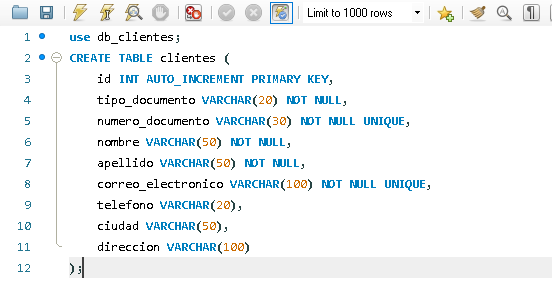 Limit to 1000 rows
1 use db_clientes;
2 CREATE TABLE clientes (
3 id INT AUTO_INCREMENT PRIMARY KEY,
4 tipo_documento VARCHAR(20) NOT NULL,
5 numero_documento VARCHAR(30) NOT NULL UNIQUE,
6 nombre VARCHAR(50) NOT NULL,
7 apellido VARCHAR(50) NOT NULL,
8 correo_electronico VARCHAR(100) NOT NULL UNIQUE,
9 telefono VARCHAR(20),
10 ciudad VARCHAR(50),
11 direccion VARCHAR(100)
12 );